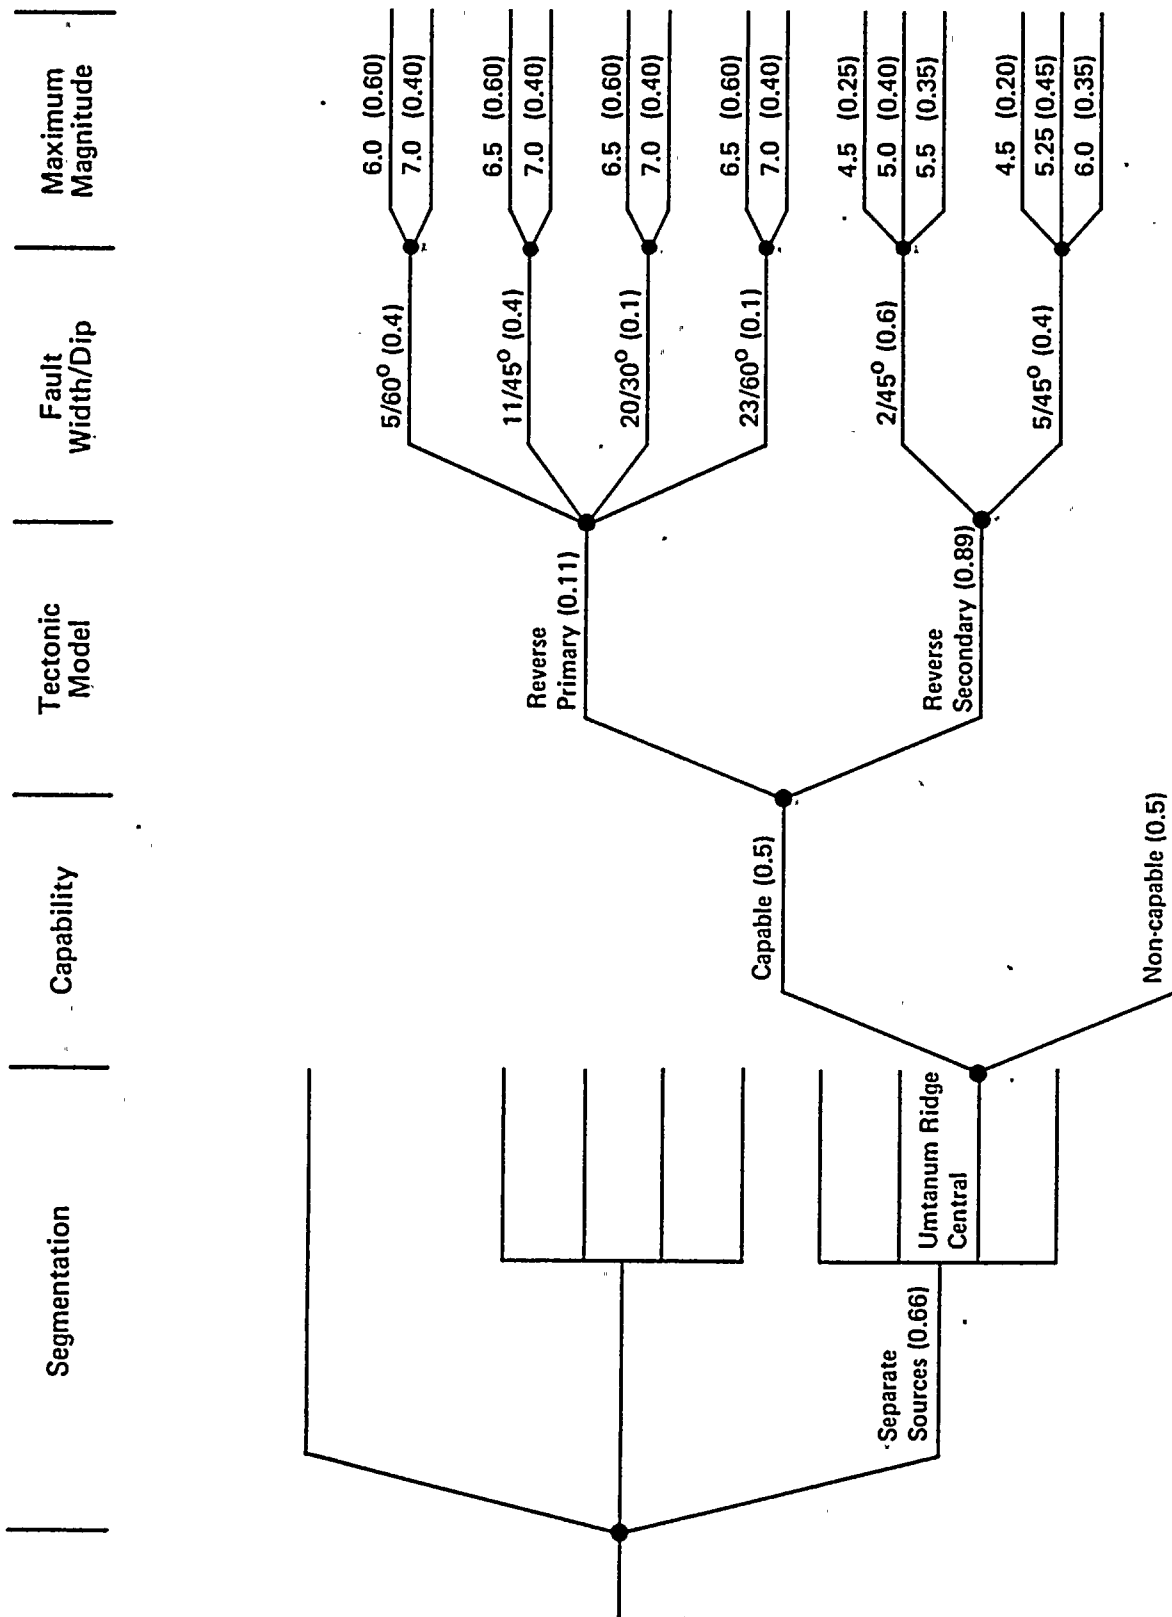 Segmentation
Capability
Tectonic
Model
Fault
Width/Dip
Maximum
Magnitude
Separate
Sources (0.66)
Umtanum Ridge
Central
Capable (0.5)
Non-capable (0.5)
Reverse
Primary (0.11)
Reverse
Secondary (0.89)
5/60° (0.4)
11/45° (0.4)
20/30° (0.1)
23/60° (0.1)
2/45° (0.6)
5/45° (0.4)
6.0 (0.60)
7.0 (0.40)
6.5 (0.60)
7.0 (0.40)
6.5 (0.60)
7.0 (0.40)
6.5 (0.60)
7.0 (0.40)
4.5 (0.25)
5.0 (0.40)
5.5 (0.35)
4.5 (0.20)
5.25 (0.45)
6.0 (0.35)